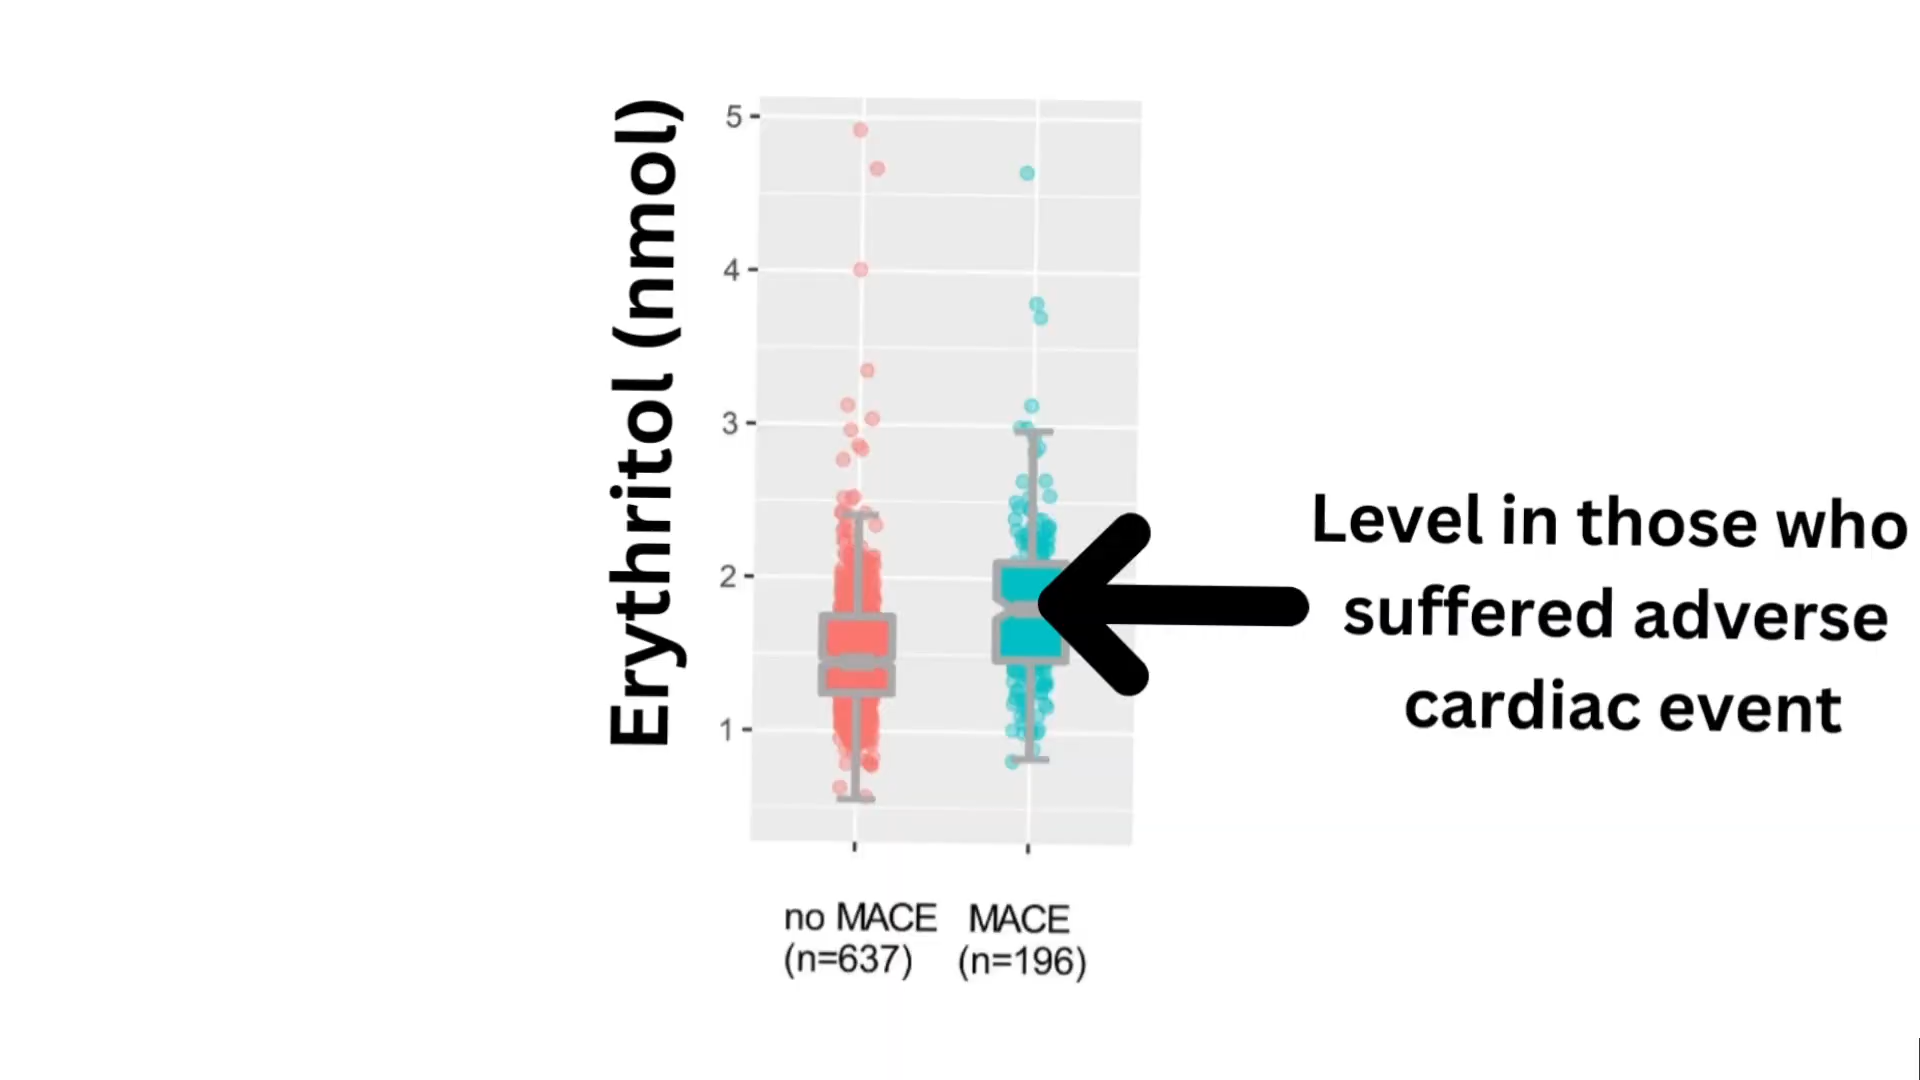 Erythritol (nmol)
5
4
3
2
1
no MACE
(n=637)
MACE
(n=196)
Level in those who
suffered adverse
cardiac event